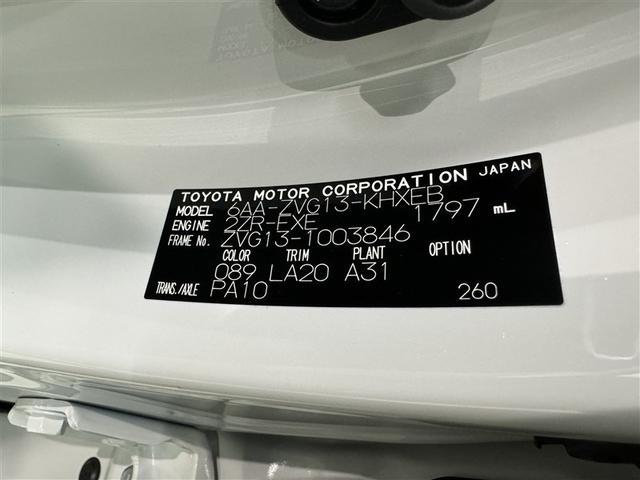 TOYOTA MOTOR CORPORATION JAPAN
MODEL 6AA-ZVG13-KHXEB
ENGINE 2ZR-EXE 1797 mL
FRAME No. ZVG13-1003846
COLOR TRIM PLANT OPTION
089 LA20 A31
TRANS./AXLE PA10 260